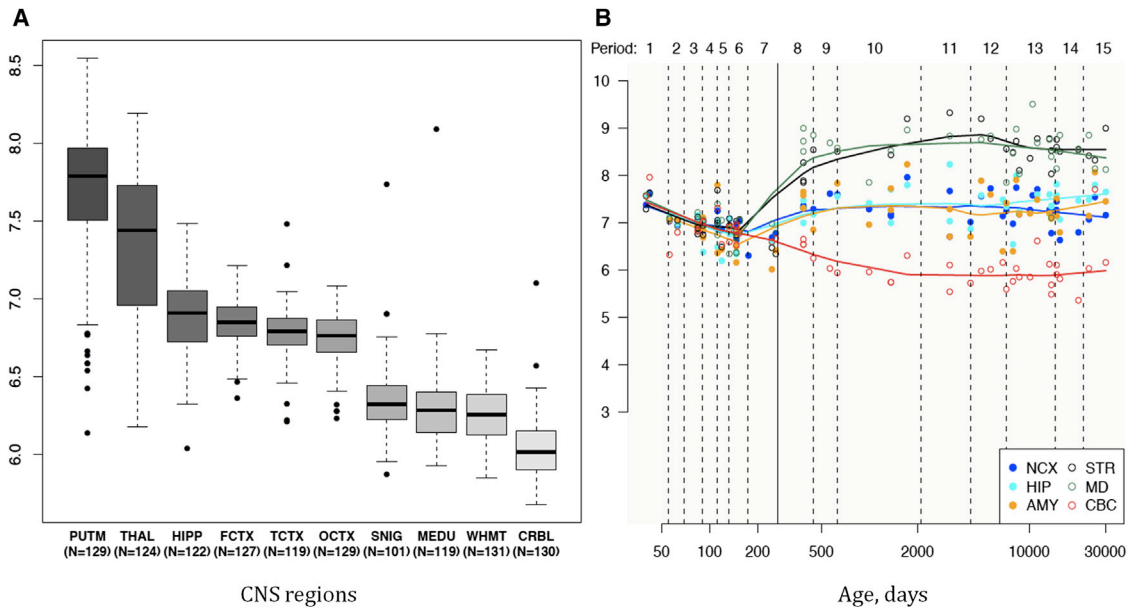 A
8.5
8.0
7.5
7.0
6.5
6.0
PUTM THAL HIPP FCTX TCTX OCTX SNIG MEDU WHMT CRBL
(N=129) (N=124) (N=122) (N=127) (N=119) (N=129) (N=101) (N=119) (N=131) (N=130)
CNS regions
B
Period: 1 2 3 4 5 6 7 8 9 10 11 12 13 14 15
10
9
8
7
6
5
4
3
NCX STR
HIP MD
AMY CBC
50 100 200 500 2000 10000 30000
Age, days